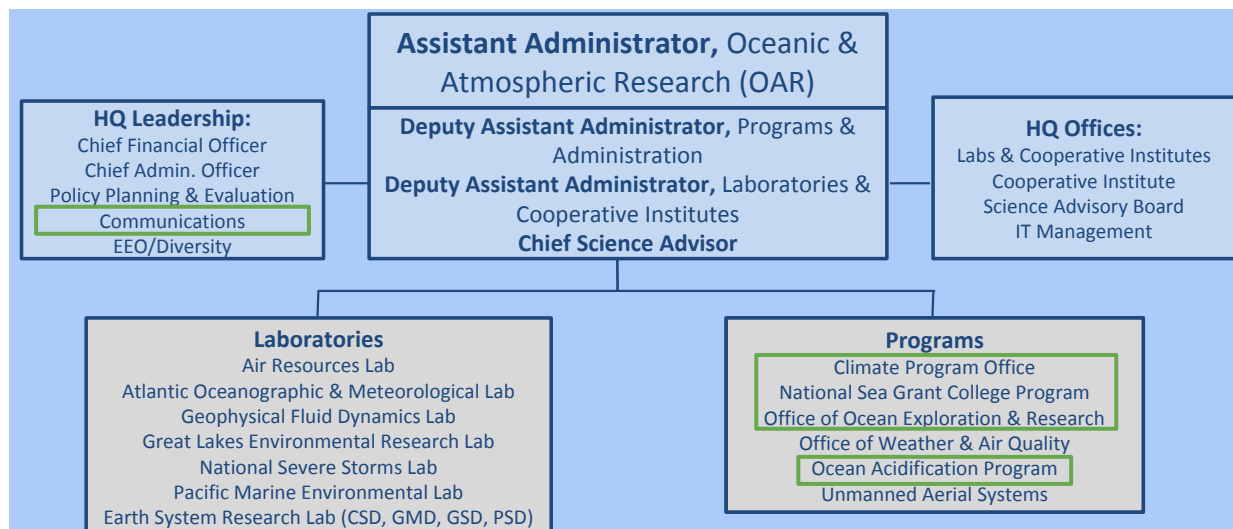 Assistant Administrator, Oceanic &
Atmospheric Research (OAR)
Deputy Assistant Administrator, Programs &
Administration
Deputy Assistant Administrator, Laboratories &
Cooperative Institutes
Chief Science Advisor
HQ Leadership:
Chief Financial Officer
Chief Admin. Officer
Policy Planning & Evaluation
Communications
EEO/Diversity
HQ Offices:
Labs & Cooperative Institutes
Cooperative Institute
Science Advisory Board
IT Management
Laboratories
Air Resources Lab
Atlantic Oceanographic & Meteorological Lab
Geophysical Fluid Dynamics Lab
Great Lakes Environmental Research Lab
National Severe Storms Lab
Pacific Marine Environmental Lab
Earth System Research Lab (CSD, GMD, GSD, PSD)
Programs
Climate Program Office
National Sea Grant College Program
Office of Ocean Exploration & Research
Office of Weather & Air Quality
Ocean Acidification Program
Unmanned Aerial Systems